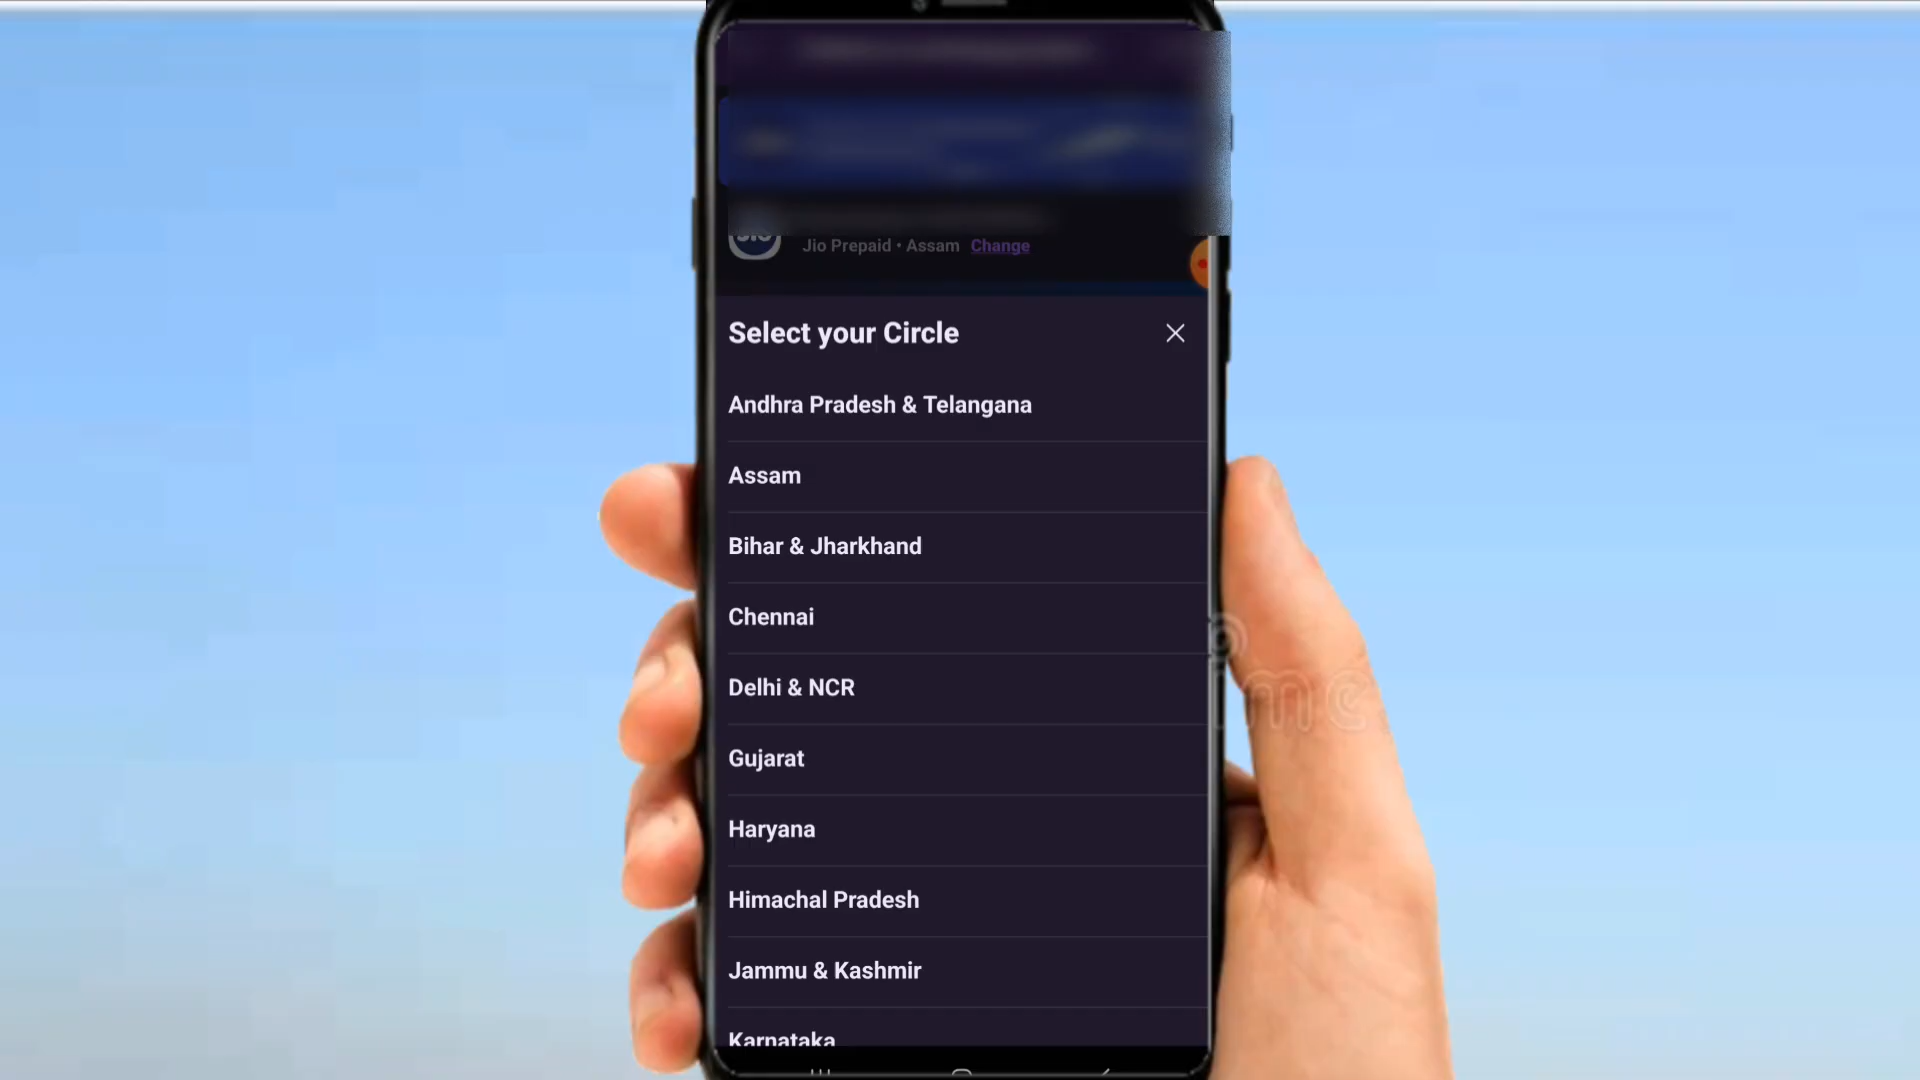 Jio
Jio Prepaid • Assam Change
Select your Circle
Andhra Pradesh & Telangana
Assam
Bihar & Jharkhand
Chennai
Delhi & NCR
Gujarat
Haryana
Himachal Pradesh
Jammu & Kashmir
Karnataka